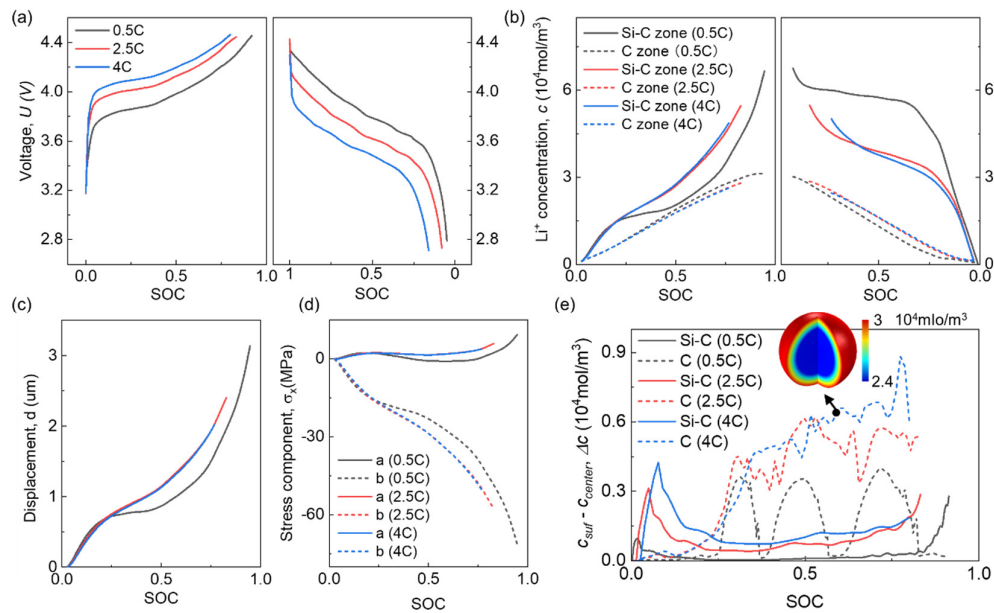 (a)
0.5C
2.5C
4C
4.4
4.0
3.6
3.2
2.8
Voltage, U (V)
0.0
0.5
1.0
SOC
4.4
4.0
3.6
3.2
2.8
1
0.5
0
SOC
(b)
Si-C zone (0.5C)
C zone (0.5C)
Si-C zone (2.5C)
C zone (2.5C)
Si-C zone (4C)
C zone (4C)
6
3
0
Li⁺ concentration, c (10⁴mol/m³)
0.0
0.5
1.0
SOC
6
3
0
0.5
0.0
SOC
(c)
3
2
1
0
Displacement, d (um)
0.0
0.5
1.0
SOC
(d)
0
-30
-60
Stress component, σₓ(MPa)
a (0.5C)
b (0.5C)
a (2.5C)
b (2.5C)
a (4C)
b (4C)
0.0
0.5
1.0
SOC
(e)
Si-C (0.5C)
C (0.5C)
Si-C (2.5C)
C (2.5C)
Si-C (4C)
C (4C)
3 10⁴mlo/m³
2.4
0.9
0.6
0.3
0.0
c_suf - c_center, Δc (10⁴mol/m³)
0.0
0.5
1.0
SOC